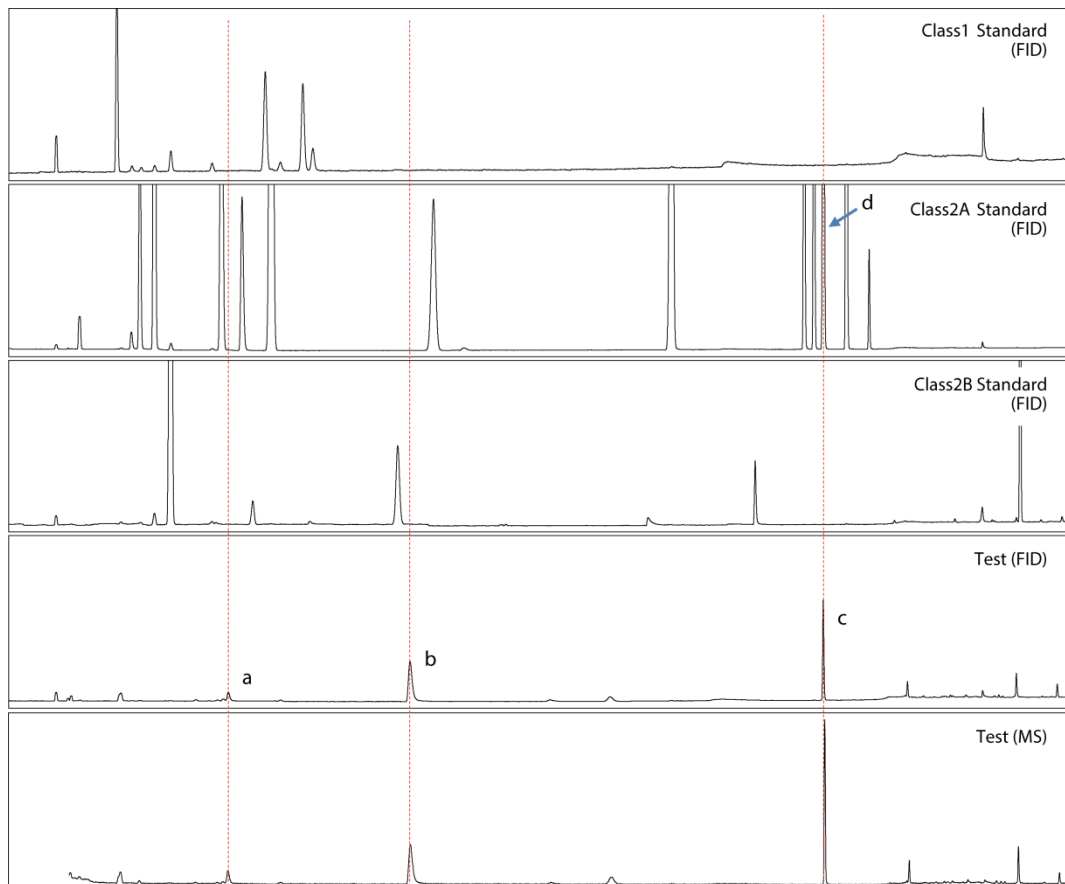 Class1 Standard
(FID)
d
Class2A Standard
(FID)
Class2B Standard
(FID)
Test (FID)
c
b
a
Test (MS)